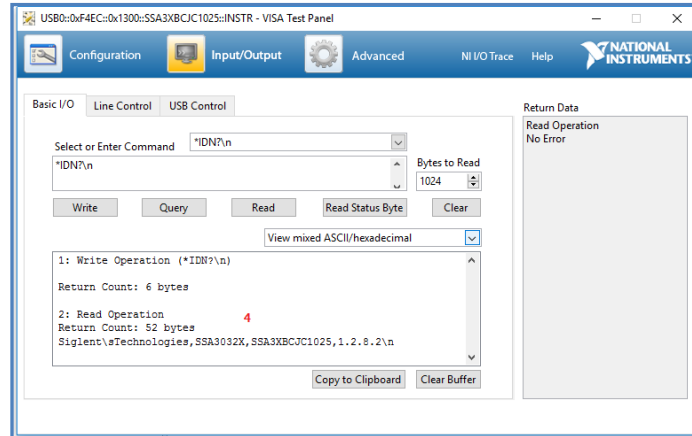 USB0::0xF4EC::0x1300::SSA3XBCJC1025::INSTR - VISA Test Panel
Configuration Input/Output Advanced NI I/O Trace Help NATIONAL INSTRUMENTS
Basic I/O Line Control USB Control
Return Data
Read Operation
No Error
Select or Enter Command *IDN?\n
*IDN?\n
Bytes to Read
1024
Write Query Read Read Status Byte Clear
View mixed ASCII/hexadecimal
1: Write Operation (*IDN?\n)
Return Count: 6 bytes
2: Read Operation 4
Return Count: 52 bytes
Siglent\sTechnologies,SSA3032X,SSA3XBCJC1025,1.2.8.2\n
Copy to Clipboard Clear Buffer